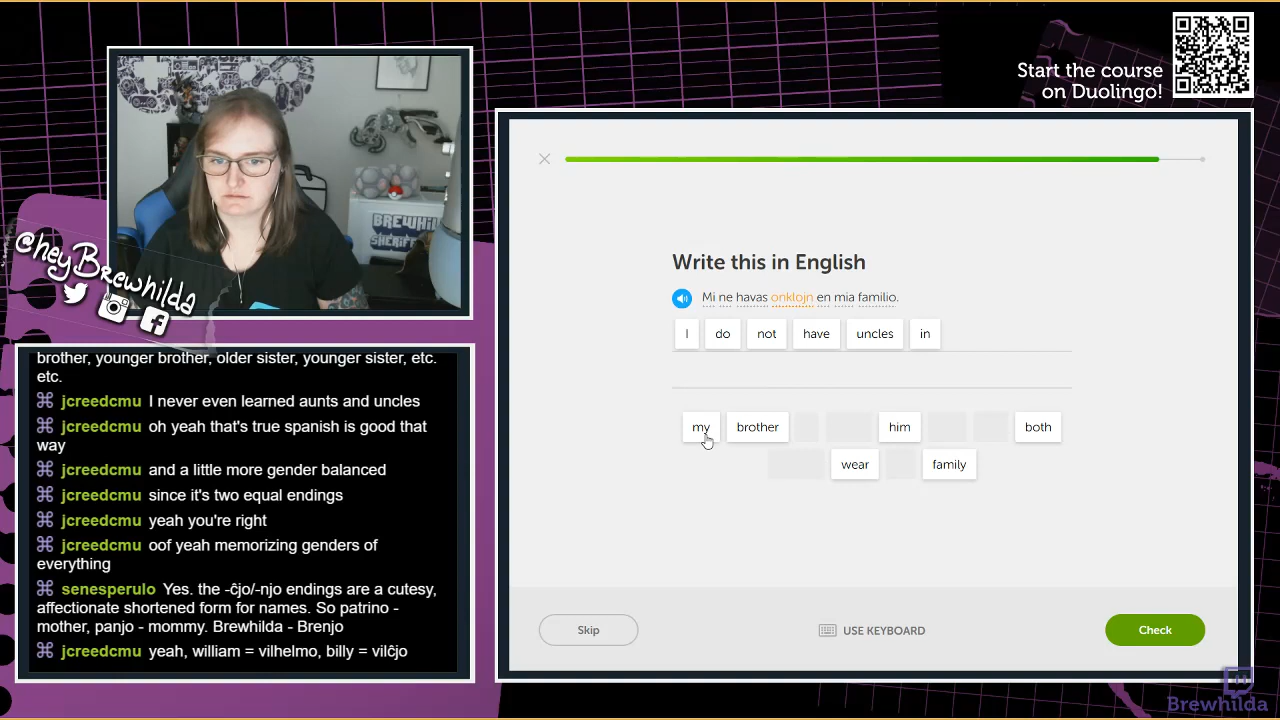 Start the course
on Duolingo!
BREWHIL
SHERIFF
@heyBrewhilda
brother, younger brother, older sister, younger sister, etc.
etc.
jcreedcmu I never even learned aunts and uncles
jcreedcmu oh yeah that's true spanish is good that
way
jcreedcmu and a little more gender balanced
jcreedcmu since it's two equal endings
jcreedcmu yeah you're right
jcreedcmu oof yeah memorizing genders of
everything
senesperulo Yes. the -ĉjo/-njo endings are a cutesy,
affectionate shortened form for names. So patrino -
mother, panjo - mommy. Brewhilda - Brenjo
jcreedcmu yeah, william = vilhelmo, billy = vilĉjo
Write this in English
Mi ne havas onklojn en mia familio.
I do not have uncles in
my brother him both
wear family
Skip
USE KEYBOARD
Check
Brewhilda